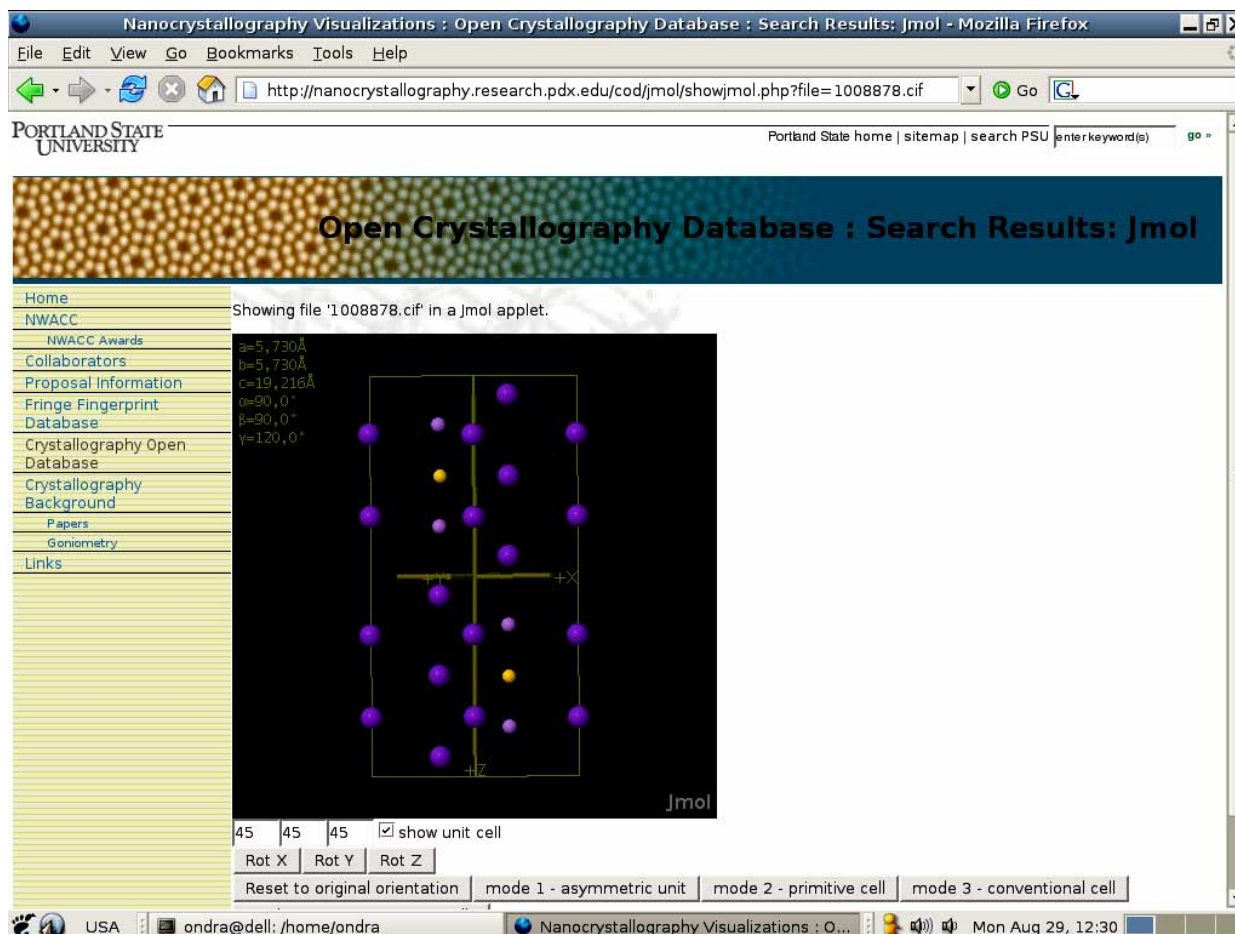 Nanocrystallography Visualizations : Open Crystallography Database : Search Results: Jmol - Mozilla Firefox
File Edit View Go Bookmarks Tools Help
http://nanocrystallography.research.pdx.edu/cod/jmol/showjmol.php?file=1008878.cif Go G
PORTLAND STATE
UNIVERSITY
Portland State home | sitemap | search PSU enter keyword(s) go »
Open Crystallography Database : Search Results: Jmol
Home
NWACC
NWACC Awards
Collaborators
Proposal Information
Fringe Fingerprint
Database
Crystallography Open
Database
Crystallography
Background
Papers
Goniometry
Links
Showing file '1008878.cif' in a Jmol applet.
a=5,730Å
b=5,730Å
c=19,216Å
α=90,0°
β=90,0°
γ=120,0°
+Y
+X
+Z
Jmol
45 45 45 show unit cell
Rot X Rot Y Rot Z
Reset to original orientation mode 1 - asymmetric unit mode 2 - primitive cell mode 3 - conventional cell
USA ondra@dell: /home/ondra Nanocrystallography Visualizations : O... Mon Aug 29, 12:30